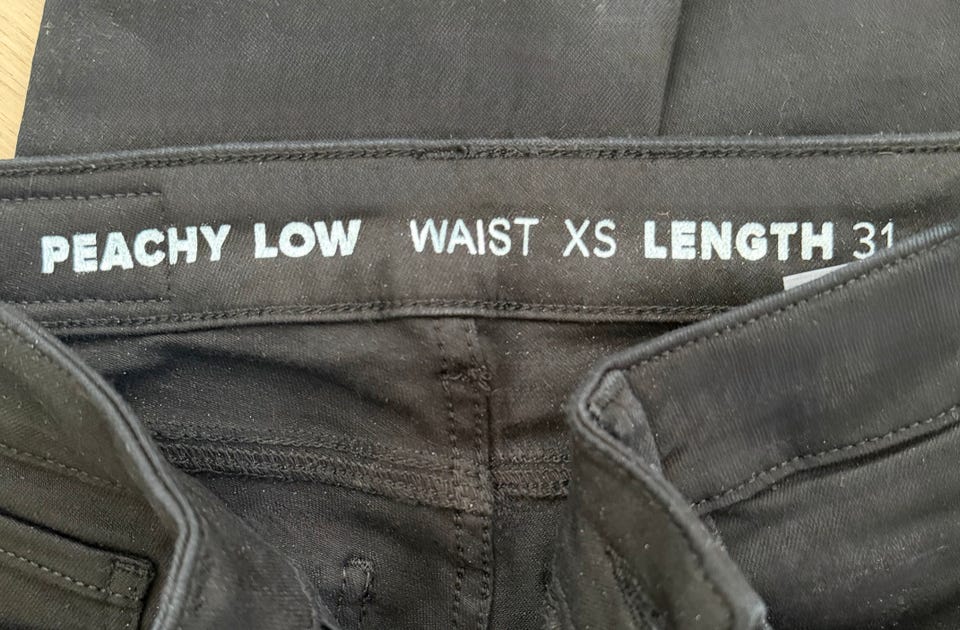 PEACHY LOW WAIST XS LENGTH 31